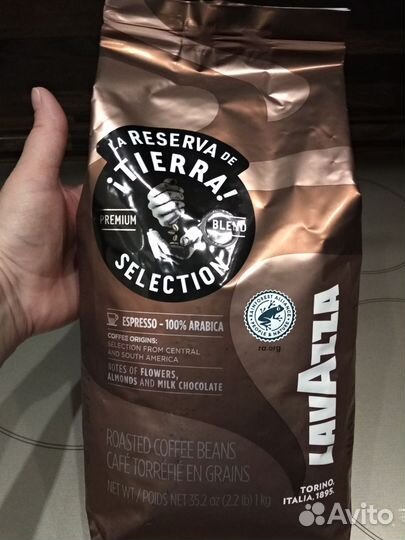 LA RESERVA DE
¡TIERRA!
PREMIUM
BLEND
SELECTION
ESPRESSO - 100% ARABICA
COFFEE ORIGINS:
SELECTION FROM CENTRAL
AND SOUTH AMERICA
NOTES OF FLOWERS,
ALMONDS AND MILK CHOCOLATE
RAINFOREST ALLIANCE
ra.org
LAVAZZA
TORINO,
ITALIA, 1895
ROASTED COFFEE BEANS
CAFÉ TORRÉFIÉ EN GRAINS
NET WT / POIDS NET 35.2 oz (2.2 lb) 1 kg
Avito